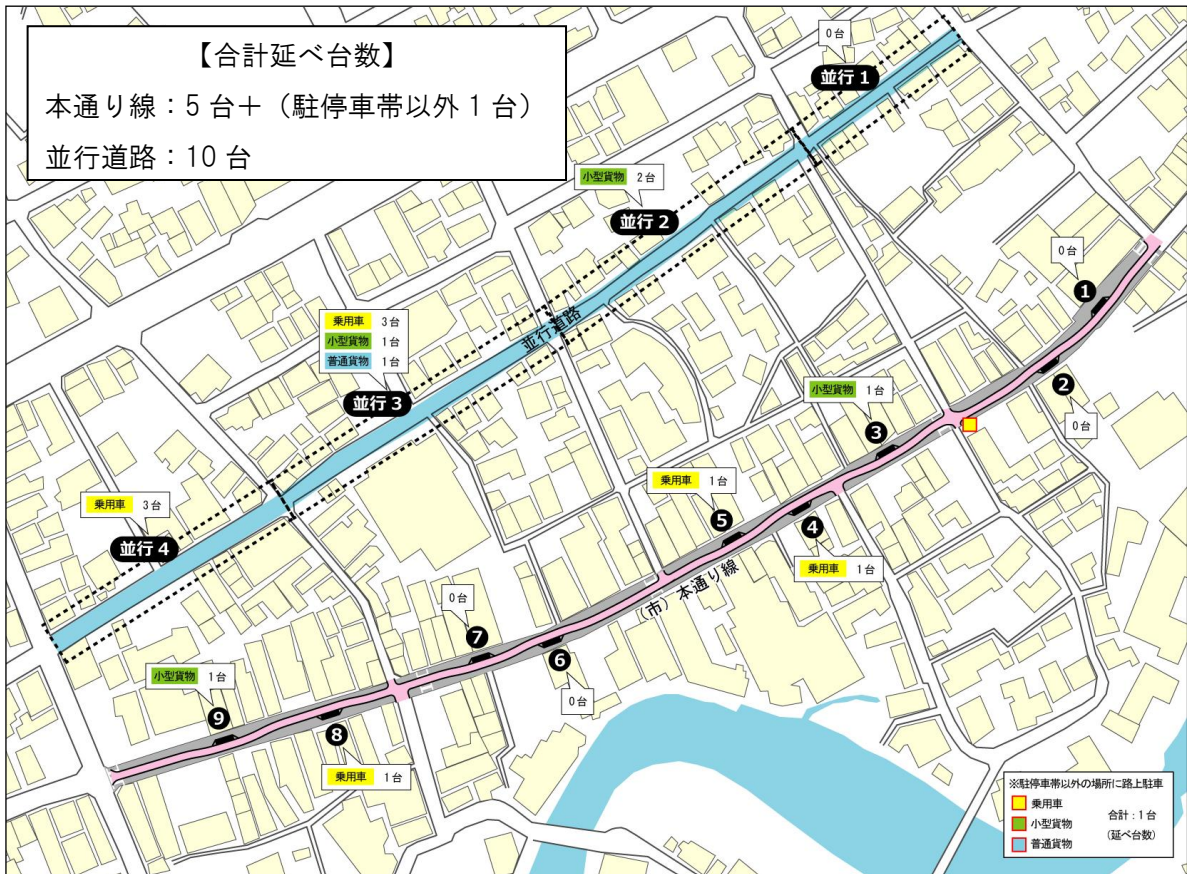 【合計延べ台数】
本通り線：5台＋（駐停車帯以外1台）
並行道路：10台
0台
並行1
小型貨物 2台
並行2
0台
1
乗用車 3台
小型貨物 1台
普通貨物 1台
並行道路
並行3
2
0台
小型貨物 1台
3
乗用車 1台
5
4
乗用車 1台
乗用車 3台
並行4
（市）本通り線
0台
7
6
0台
小型貨物 1台
9
8
乗用車 1台
※駐停車帯以外の場所に路上駐車
乗用車
小型貨物
普通貨物
合計：1台
(延べ台数)